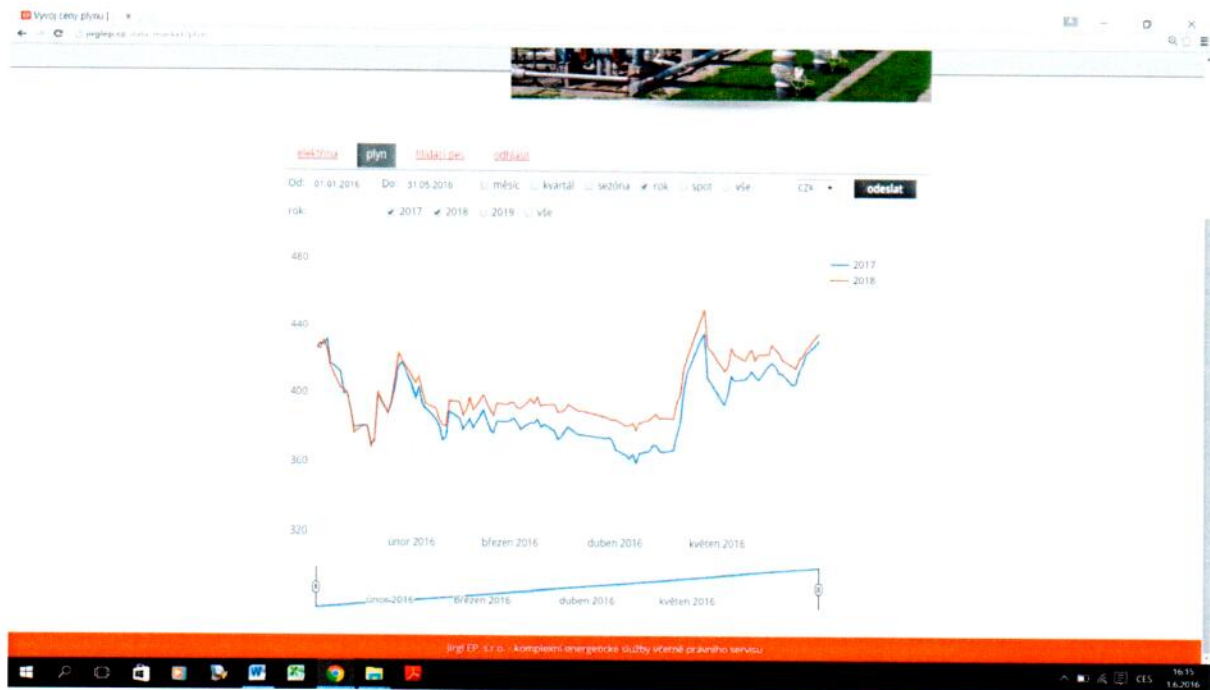 Vývoj ceny plynu |
elektřina plyn hlídací pes odhlásit
Od: 01.01.2016 Do: 31.05.2016 měsíc kvartál sezóna rok spot vše CZK odeslat
rok: 2017 2018 2019 vše
480
2017
2018
440
400
360
320
únor 2016 březen 2016 duben 2016 květen 2016
únor 2016 březen 2016 duben 2016 květen 2016
Jirgl EP, s.r.o. - komplexní energetické služby včetně právního servisu
CES 16:15
1.6.2016